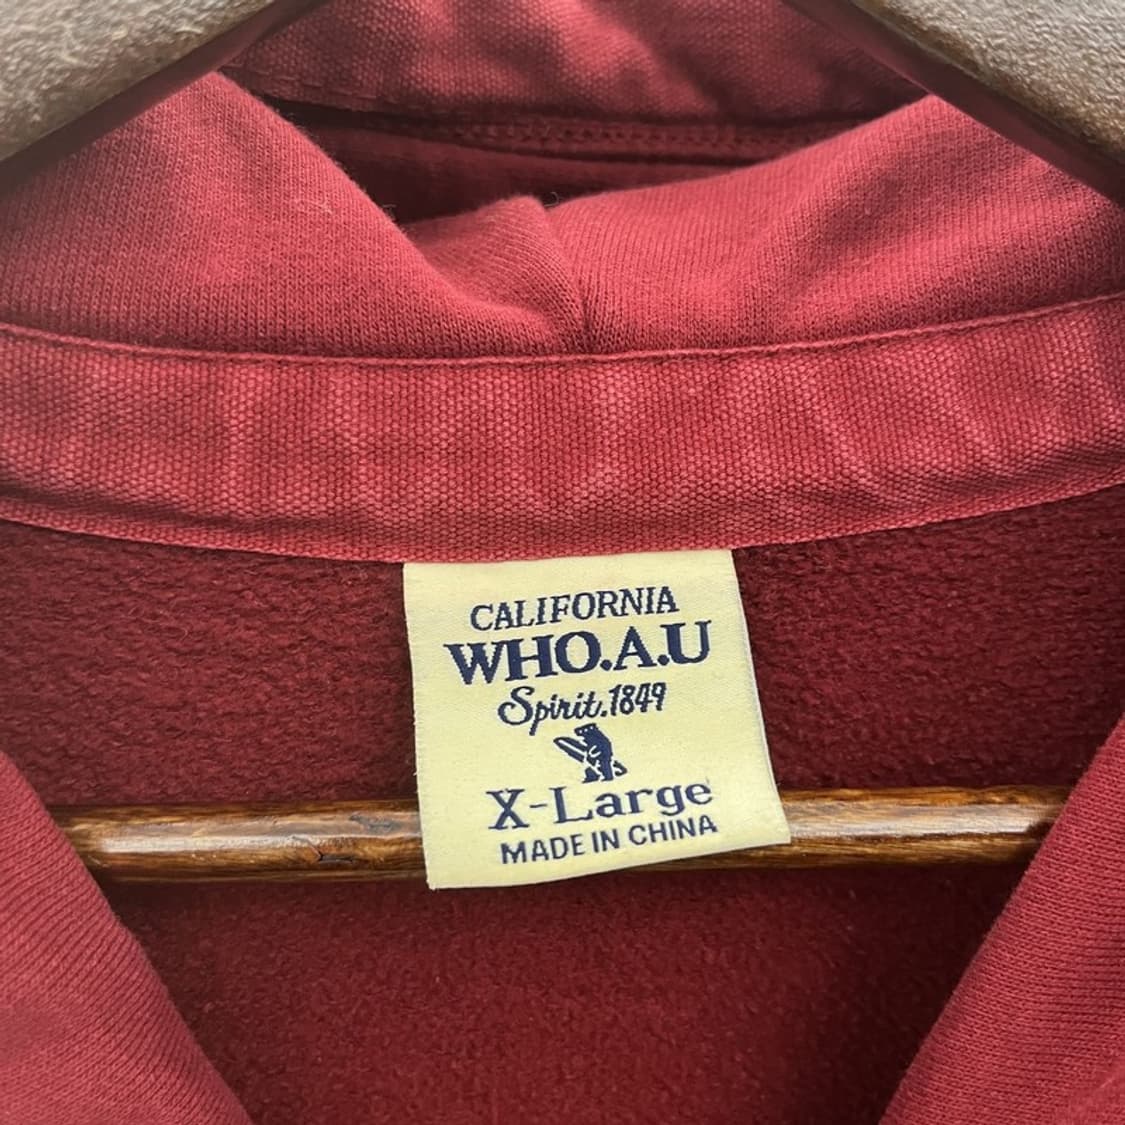 CALIFORNIA
WHO.A.U
Spirit.1849
X-Large
MADE IN CHINA